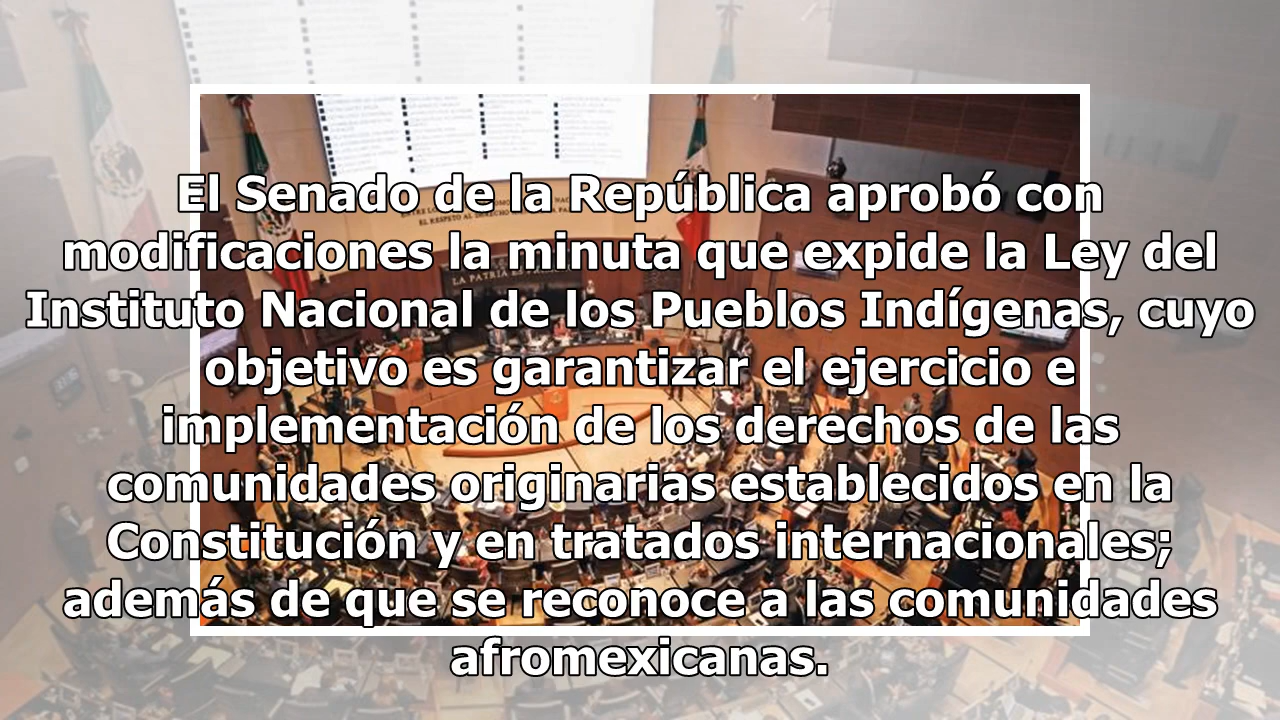 El Senado de la República aprobó con
modificaciones la minuta que expide la Ley del
Instituto Nacional de los Pueblos Indígenas, cuyo
objetivo es garantizar el ejercicio e
implementación de los derechos de las
comunidades originarias establecidos en la
Constitución y en tratados internacionales;
además de que se reconoce a las comunidades
afromexicanas.